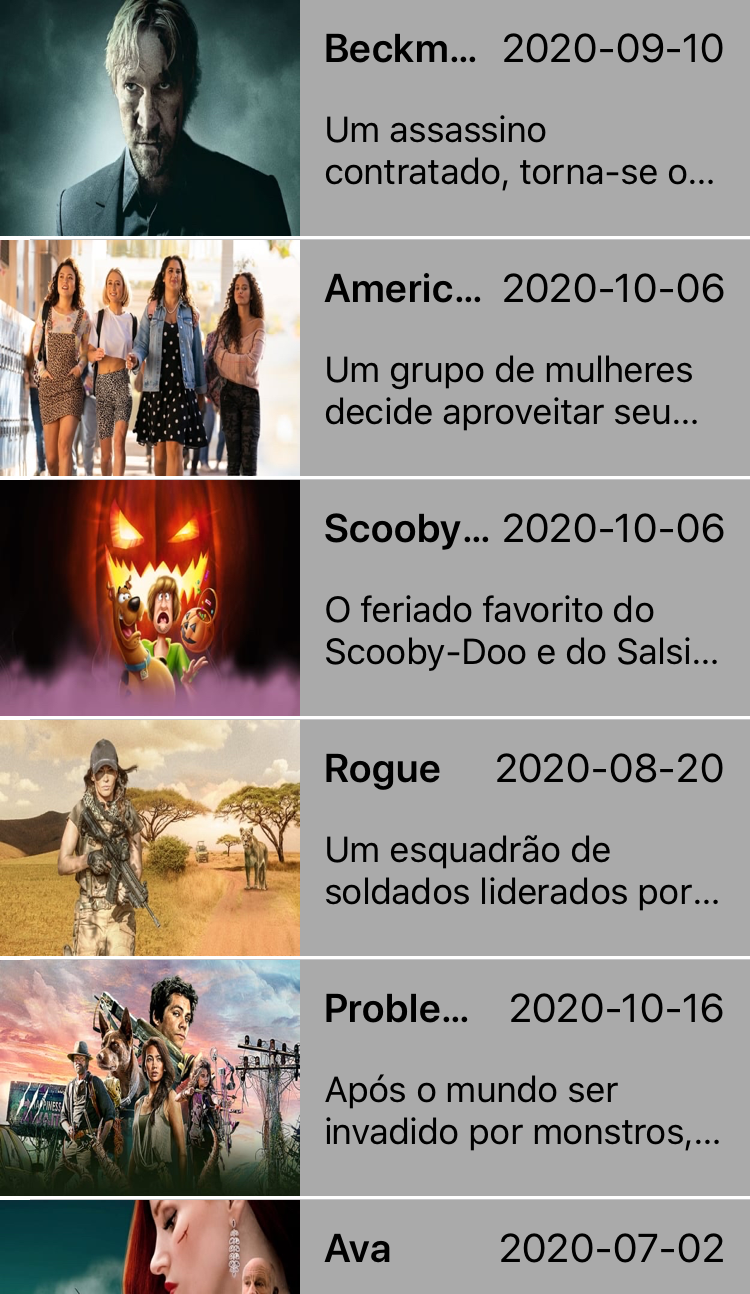 Beckm... 2020-09-10
Um assassino
contratado, torna-se o...
Americ... 2020-10-06
Um grupo de mulheres
decide aproveitar seu...
Scooby... 2020-10-06
O feriado favorito do
Scooby-Doo e do Salsi...
Rogue 2020-08-20
Um esquadrão de
soldados liderados por...
Proble... 2020-10-16
Após o mundo ser
invadido por monstros,...
Ava 2020-07-02